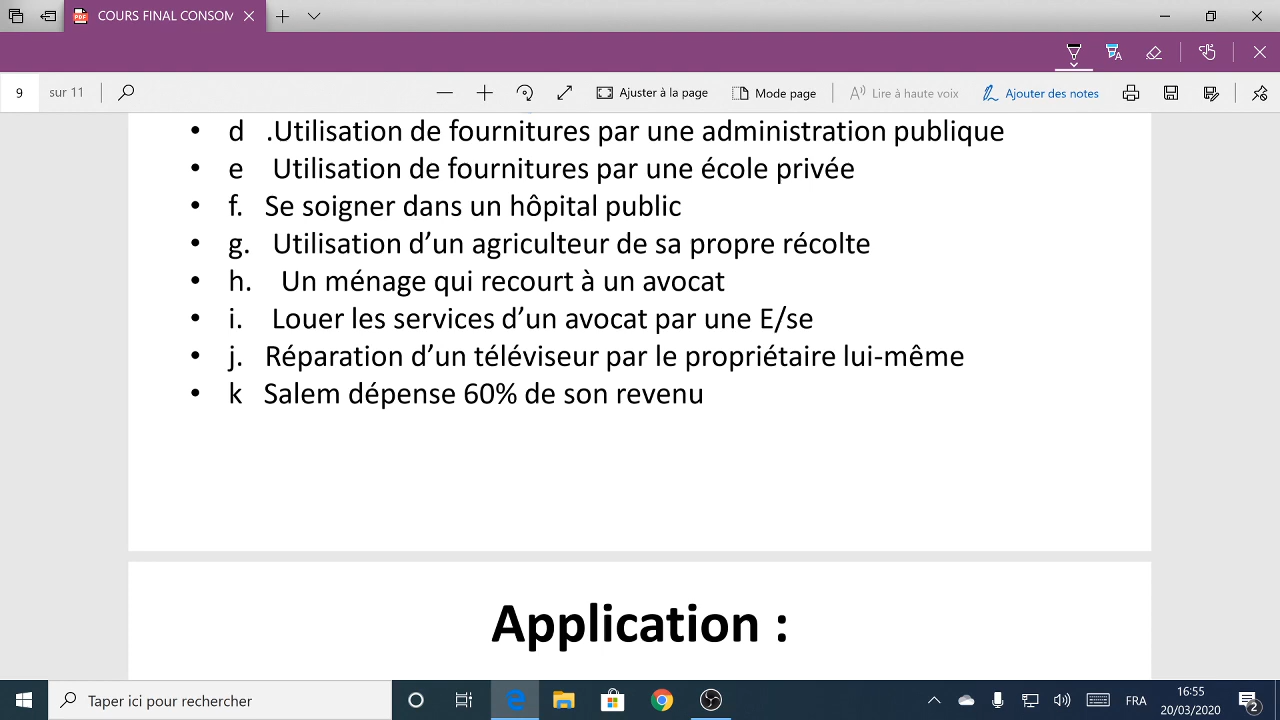 COURS FINAL CONSOM
9 sur 11
Ajuster à la page
Mode page
Lire à haute voix
Ajouter des notes
• d .Utilisation de fournitures par une administration publique
• e Utilisation de fournitures par une école privée
• f. Se soigner dans un hôpital public
• g. Utilisation d’un agriculteur de sa propre récolte
• h. Un ménage qui recourt à un avocat
• i. Louer les services d’un avocat par une E/se
• j. Réparation d’un téléviseur par le propriétaire lui-même
• k Salem dépense 60% de son revenu
Application :
Taper ici pour rechercher
FRA
16:55
20/03/2020
2